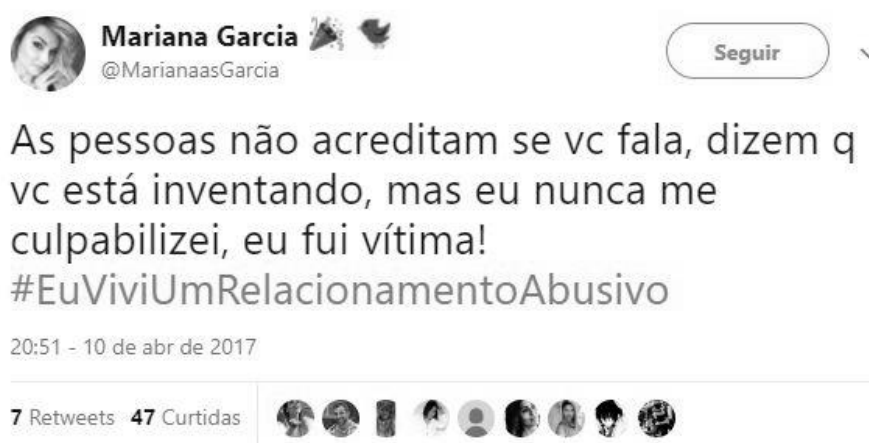 Mariana Garcia
@MarianaasGarcia
Seguir
As pessoas não acreditam se vc fala, dizem q
vc está inventando, mas eu nunca me
culpabilizei, eu fui vítima!
#EuViviUmRelacionamentoAbusivo
20:51 - 10 de abr de 2017
7 Retweets 47 Curtidas